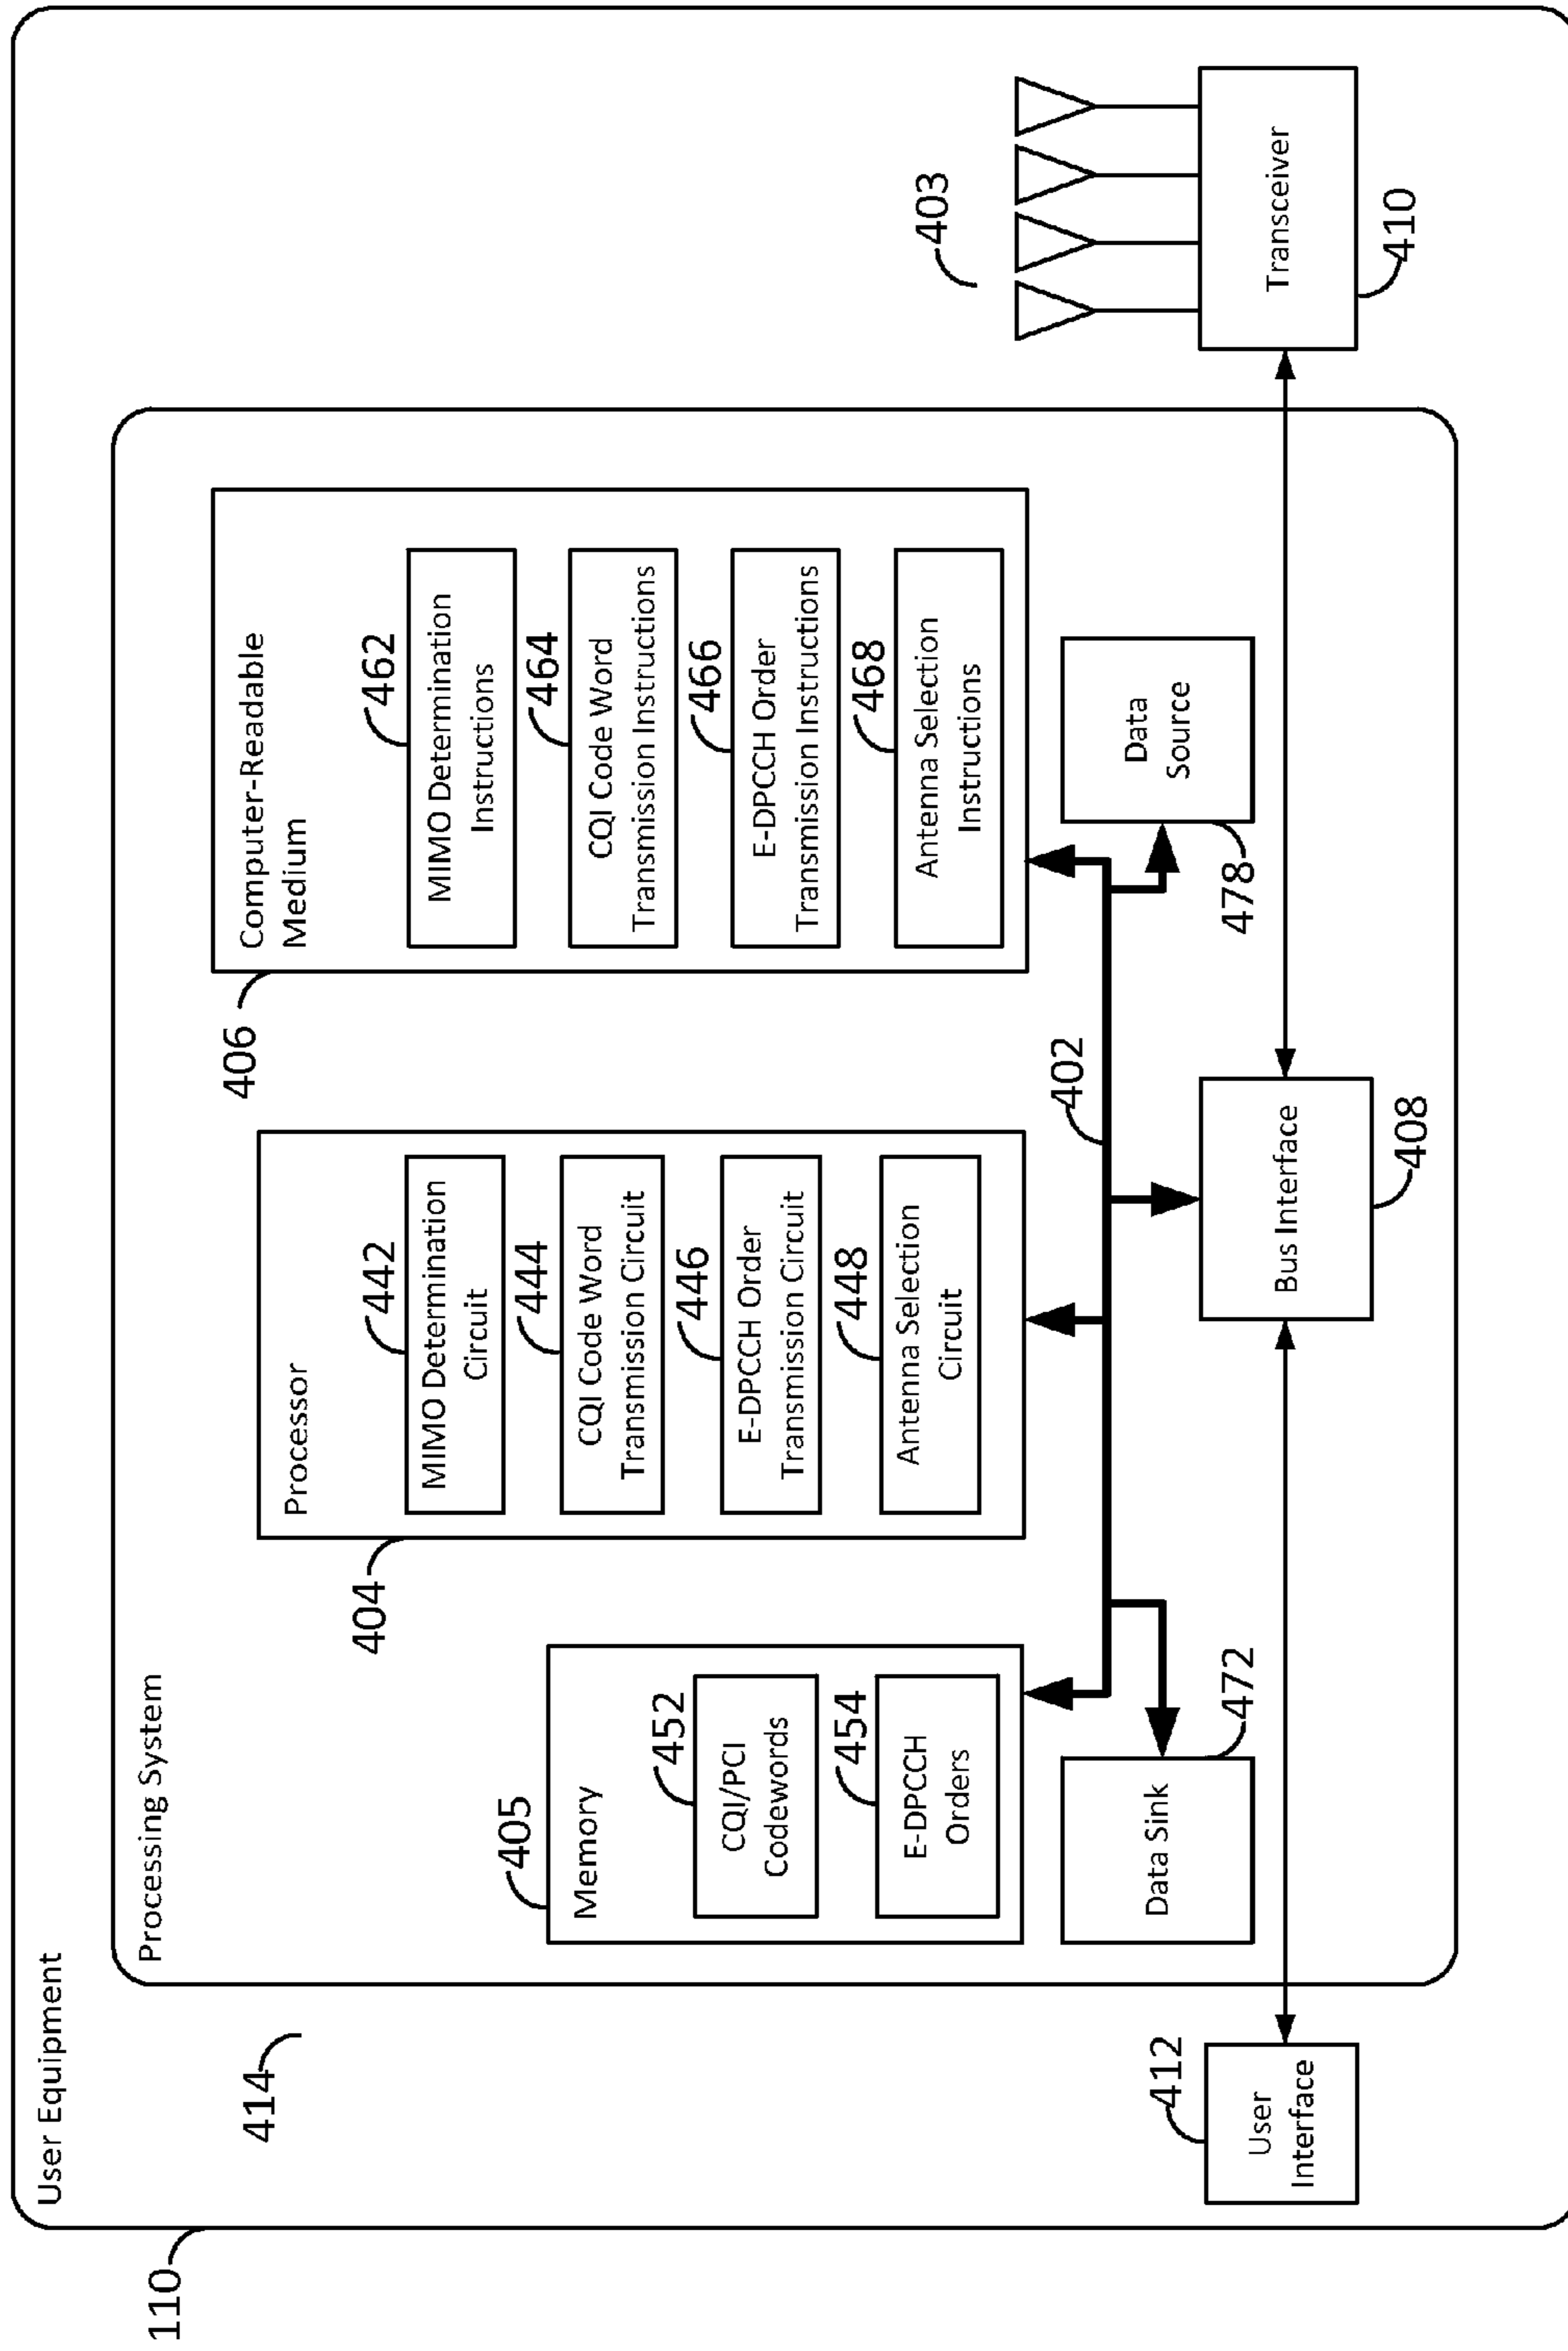 User Equipment
110
414
Processing System
405
Memory
452
CQI/PCI
Codewords
454
E-DPCCH
Orders
404
Processor
442
MIMO Determination
Circuit
444
CQI Code Word
Transmission Circuit
446
E-DPCCH Order
Transmission Circuit
448
Antenna Selection
Circuit
406
Computer-Readable
Medium
462
MIMO Determination
Instructions
464
CQI Code Word
Transmission Instructions
466
E-DPCCH Order
Transmission Instructions
468
Antenna Selection
Instructions
402
Data Sink
472
Data
Source
478
412
User
Interface
Bus Interface
408
403
Transceiver
410